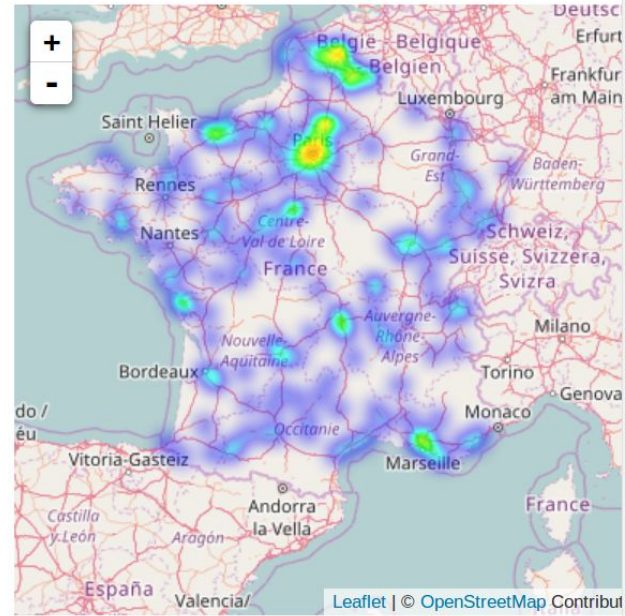 Deutsc
+
België - Belgique
Belgien
Erfurt
-
Frankfur
am Main
Luxembourg
Saint Helier
Paris
Grand-
Est
Baden-
Württemberg
Rennes
Centre-
Val de Loire
Nantes
Schweiz,
Suisse, Svizzera,
Svizra
France
Auvergne-
Rhône-
Alpes
Milano
Nouvelle-
Aquitaine
Bordeaux
Torino
Genova
do /
éu
Monaco
Occitanie
Vitoria-Gasteiz
Marseille
Andorra
la Vella
France
Castilla
y León
Aragón
España
Valencia/
Leaflet | © OpenStreetMap Contribut